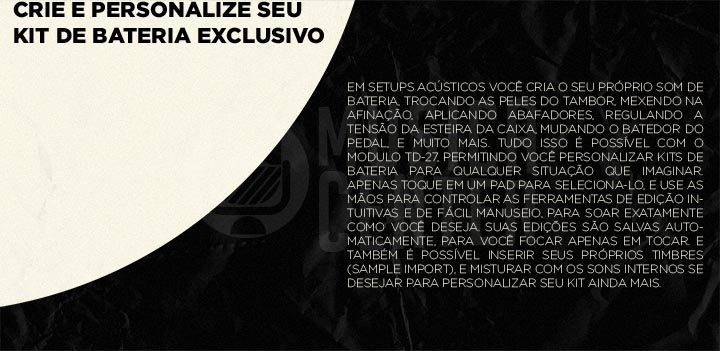 CRIE E PERSONALIZE SEU
KIT DE BATERIA EXCLUSIVO
EM SETUPS ACÚSTICOS VOCÊ CRIA O SEU PRÓPRIO SOM DE
BATERIA, TROCANDO AS PELES DO TAMBOR, MEXENDO NA
AFINAÇÃO, APLICANDO ABAFADORES, REGULANDO A
TENSÃO DA ESTEIRA DA CAIXA, MUDANDO O BATEDOR DO
PEDAL, E MUITO MAIS. TUDO ISSO É POSSÍVEL COM O
MODULO TD-27, PERMITINDO VOCÊ PERSONALIZAR KITS DE
BATERIA PARA QUALQUER SITUAÇÃO QUE IMAGINAR.
APENAS TOQUE EM UM PAD PARA SELECIONA-LO, E USE AS
MÃOS PARA CONTROLAR AS FERRAMENTAS DE EDIÇÃO IN-
TUITIVAS E DE FÁCIL MANUSEIO, PARA SOAR EXATAMENTE
COMO VOCÊ DESEJA. SUAS EDIÇÕES SÃO SALVAS AUTO-
MATICAMENTE, PARA VOCÊ FOCAR APENAS EM TOCAR. E
TAMBÉM É POSSÍVEL INSERIR SEUS PRÓPRIOS TIMBRES
(SAMPLE IMPORT), E MISTURAR COM OS SONS INTERNOS SE
DESEJAR PARA PERSONALIZAR SEU KIT AINDA MAIS.